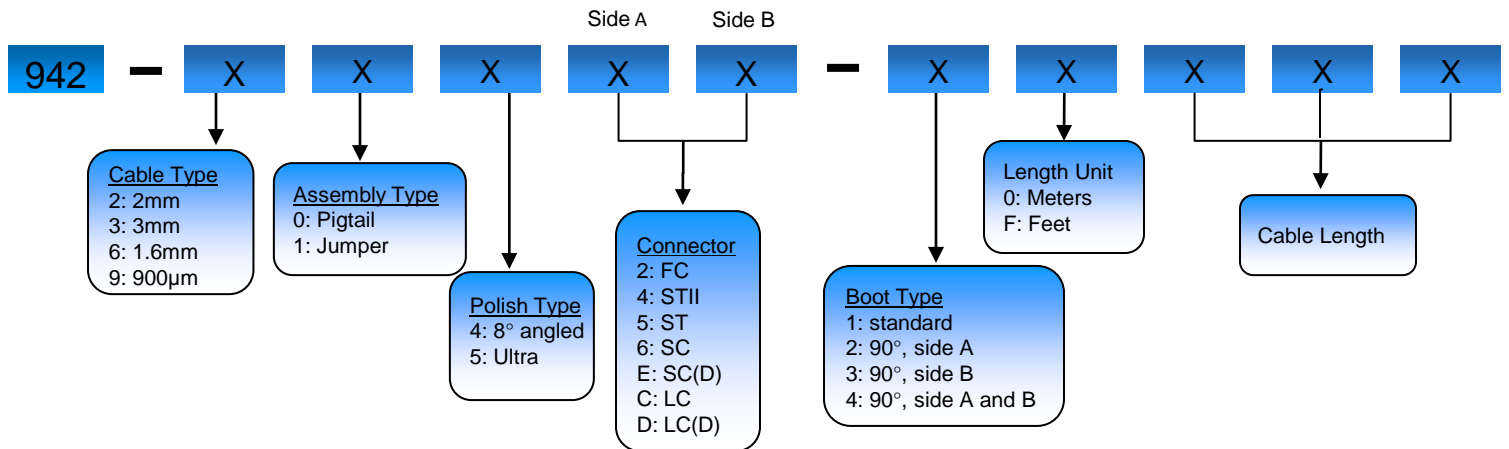 Side A Side B
942 – X X X X X – X X X X X
Cable Type
2: 2mm
3: 3mm
6: 1.6mm
9: 900µm
Assembly Type
0: Pigtail
1: Jumper
Polish Type
4: 8° angled
5: Ultra
Connector
2: FC
4: STII
5: ST
6: SC
E: SC(D)
C: LC
D: LC(D)
Boot Type
1: standard
2: 90°, side A
3: 90°, side B
4: 90°, side A and B
Length Unit
0: Meters
F: Feet
Cable Length